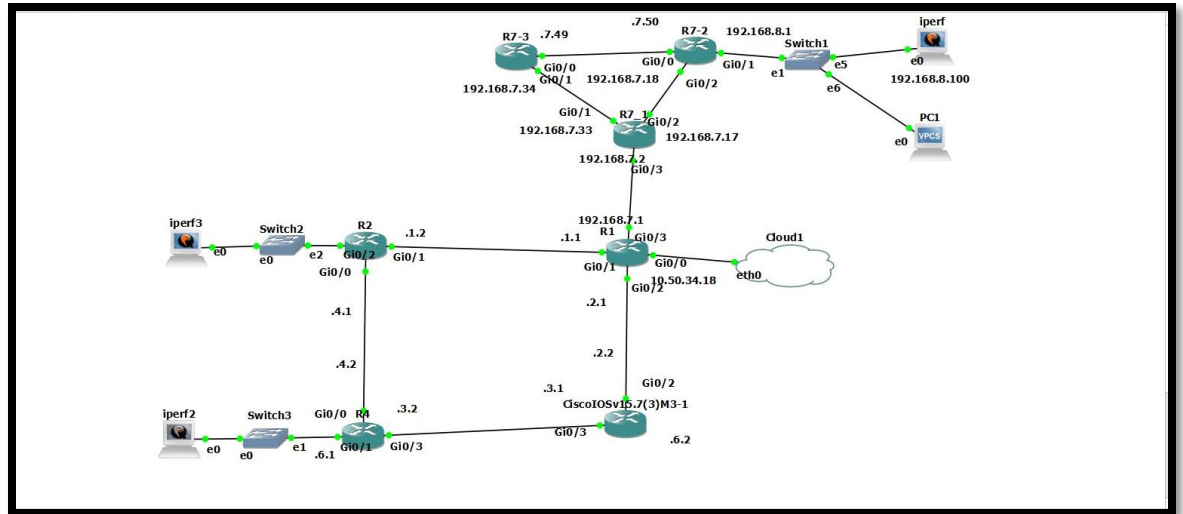 iperf
.7.50
R7-2
192.168.8.1
R7-3
.7.49
Switch1
Gi0/0
Gi0/1
e1
e5
e0
Gi0/0
Gi0/1
192.168.7.18
192.168.8.100
192.168.7.34
Gi0/2
e6
Gi0/1
R7_1
Gi0/2
PC1
192.168.7.33
192.168.7.17
VPCS
e0
192.168.7.2
Gi0/3
iperf3
192.168.7.1
Switch2
R2
.1.2
.1.1
R1
Gi0/3
Cloud1
e0
e0
e2
Gi0/2
Gi0/1
Gi0/1
Gi0/0
Gi0/0
10.50.34.18
eth0
Gi0/2
.2.1
.4.1
.2.2
.4.2
Gi0/2
.3.1
iperf2
Switch3
Gi0/0
R4
.3.2
CiscoIOSv15.7(3)M3-1
e0
e0
e1
.6.1
Gi0/1
Gi0/3
Gi0/3
.6.2